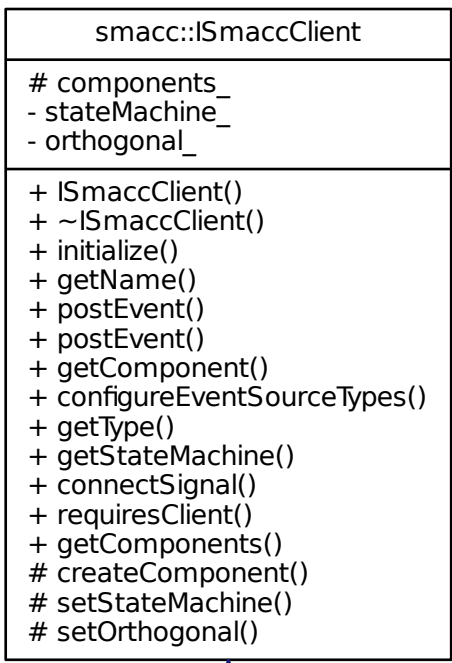 smacc::ISmaccClient
# components_
- stateMachine_
- orthogonal_
+ ISmaccClient()
+ ~ISmaccClient()
+ initialize()
+ getName()
+ postEvent()
+ postEvent()
+ getComponent()
+ configureEventSourceTypes()
+ getType()
+ getStateMachine()
+ connectSignal()
+ requiresClient()
+ getComponents()
# createComponent()
# setStateMachine()
# setOrthogonal()